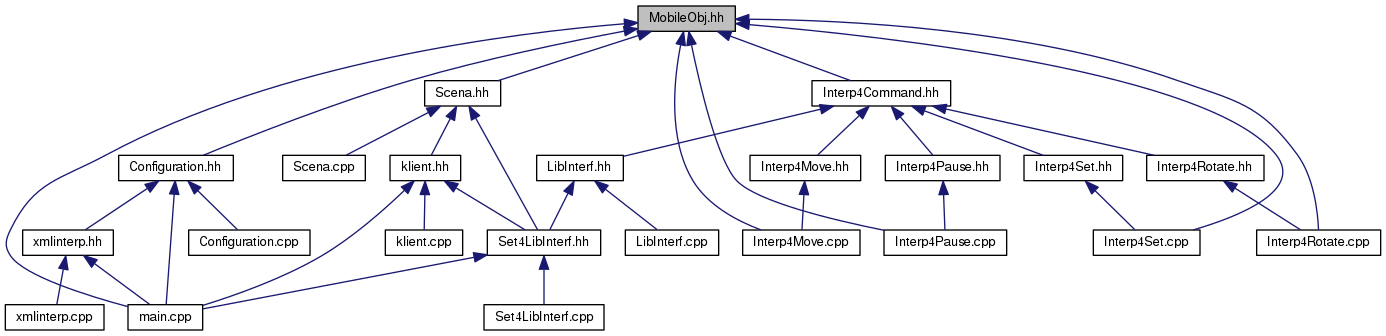 MobileObj.hh
Scena.hh
Interp4Command.hh
Configuration.hh
Scena.cpp
klient.hh
LibInterf.hh
Interp4Move.hh
Interp4Pause.hh
Interp4Set.hh
Interp4Rotate.hh
xmlinterp.hh
Configuration.cpp
klient.cpp
Set4LibInterf.hh
LibInterf.cpp
Interp4Move.cpp
Interp4Pause.cpp
Interp4Set.cpp
Interp4Rotate.cpp
xmlinterp.cpp
main.cpp
Set4LibInterf.cpp